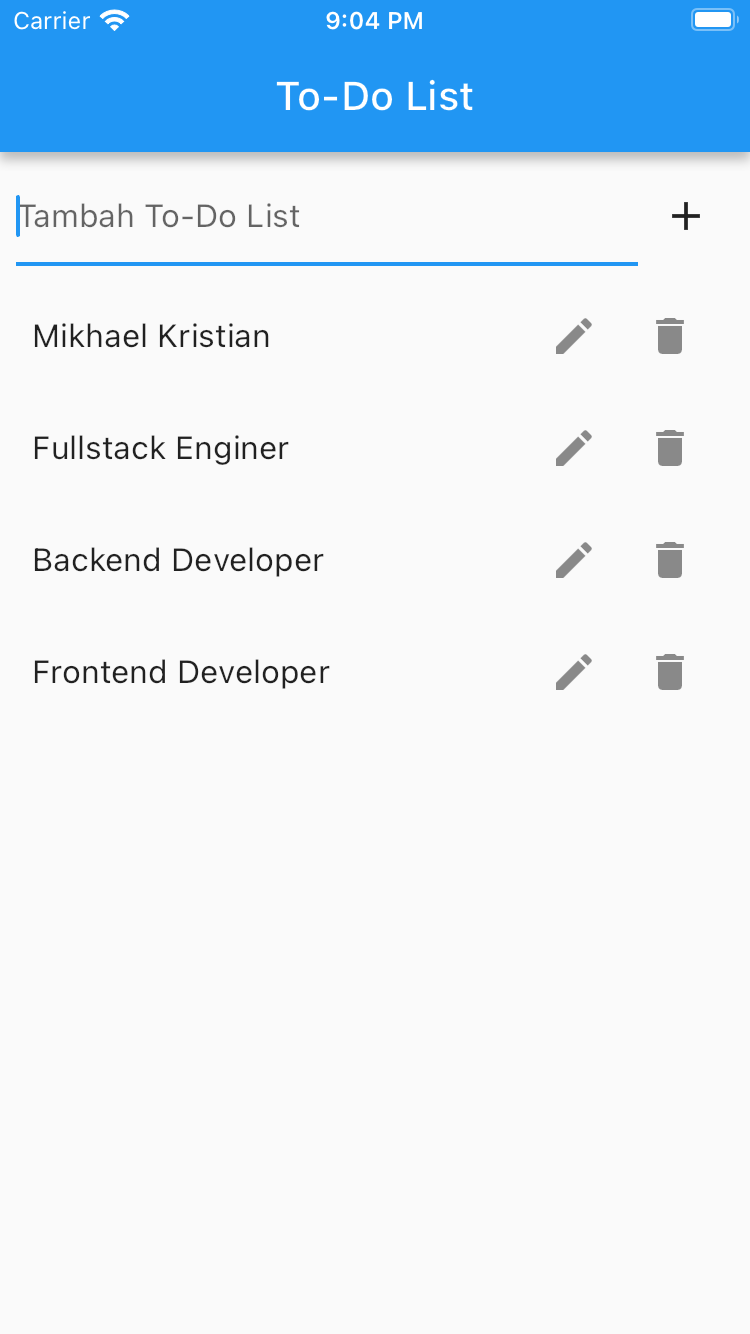 Carrier 9:04 PM
To-Do List
Tambah To-Do List
Mikhael Kristian
Fullstack Enginer
Backend Developer
Frontend Developer